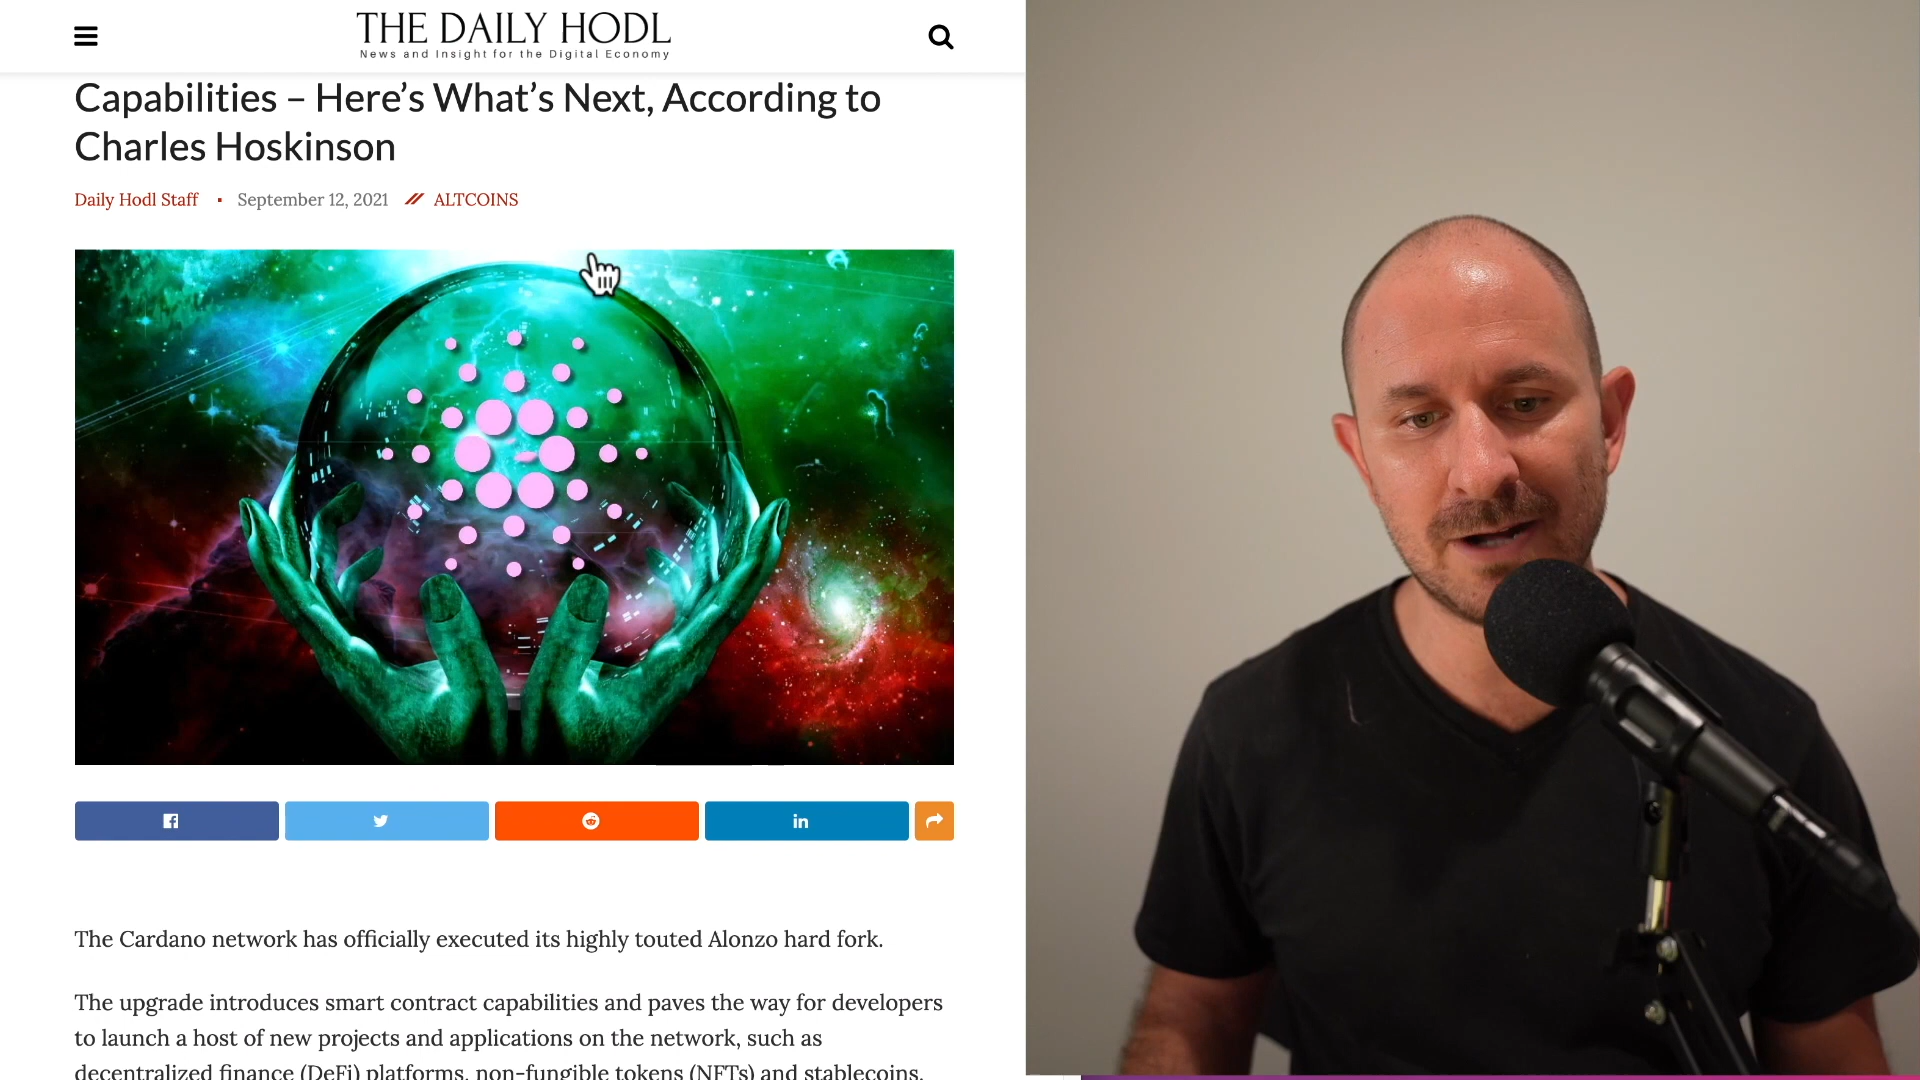 THE DAILY HODL
News and Insight for the Digital Economy
Capabilities – Here’s What’s Next, According to
Charles Hoskinson
Daily Hodl Staff
September 12, 2021
ALTCOINS
in
The Cardano network has officially executed its highly touted Alonzo hard fork.
The upgrade introduces smart contract capabilities and paves the way for developers
to launch a host of new projects and applications on the network, such as
decentralized finance (DeFi) platforms, non-fungible tokens (NFTs) and stablecoins.